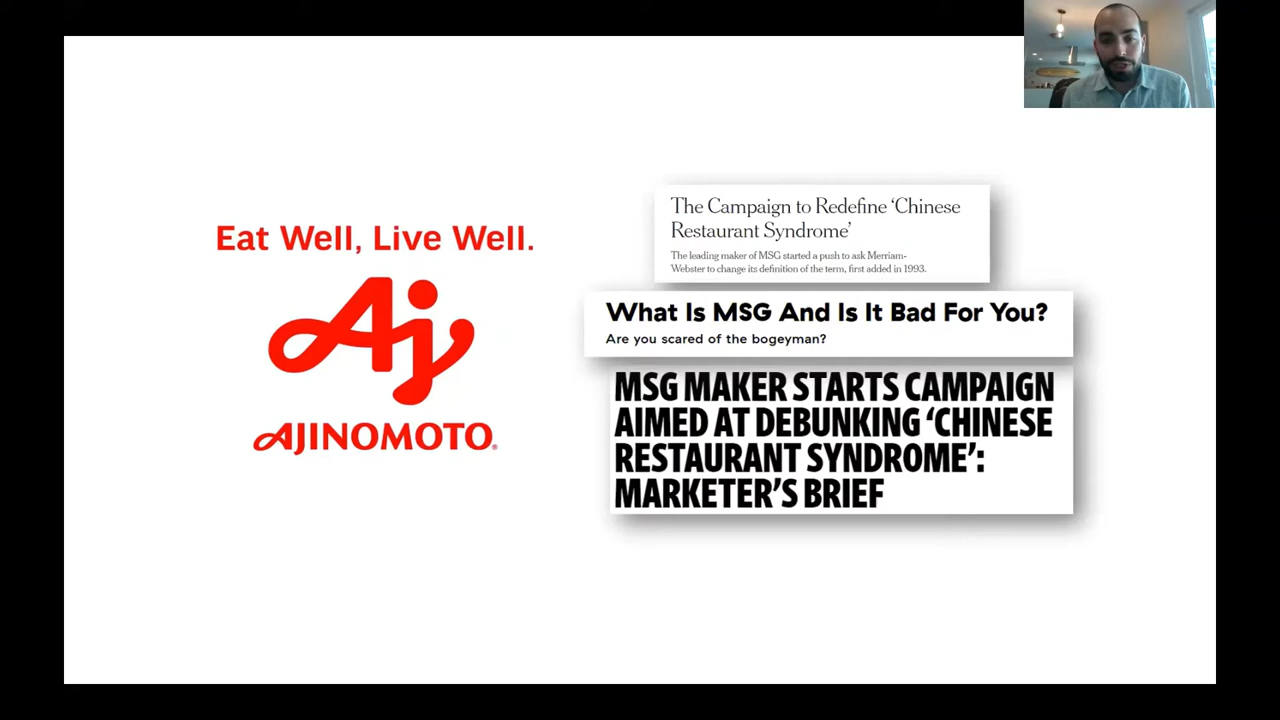 Eat Well, Live Well.
Aj
AJINOMOTO®
The Campaign to Redefine ‘Chinese
Restaurant Syndrome’
The leading maker of MSG started a push to ask Merriam-
Webster to change its definition of the term, first added in 1993.
What Is MSG And Is It Bad For You?
Are you scared of the bogeyman?
MSG MAKER STARTS CAMPAIGN
AIMED AT DEBUNKING ‘CHINESE
RESTAURANT SYNDROME’:
MARKETER’S BRIEF